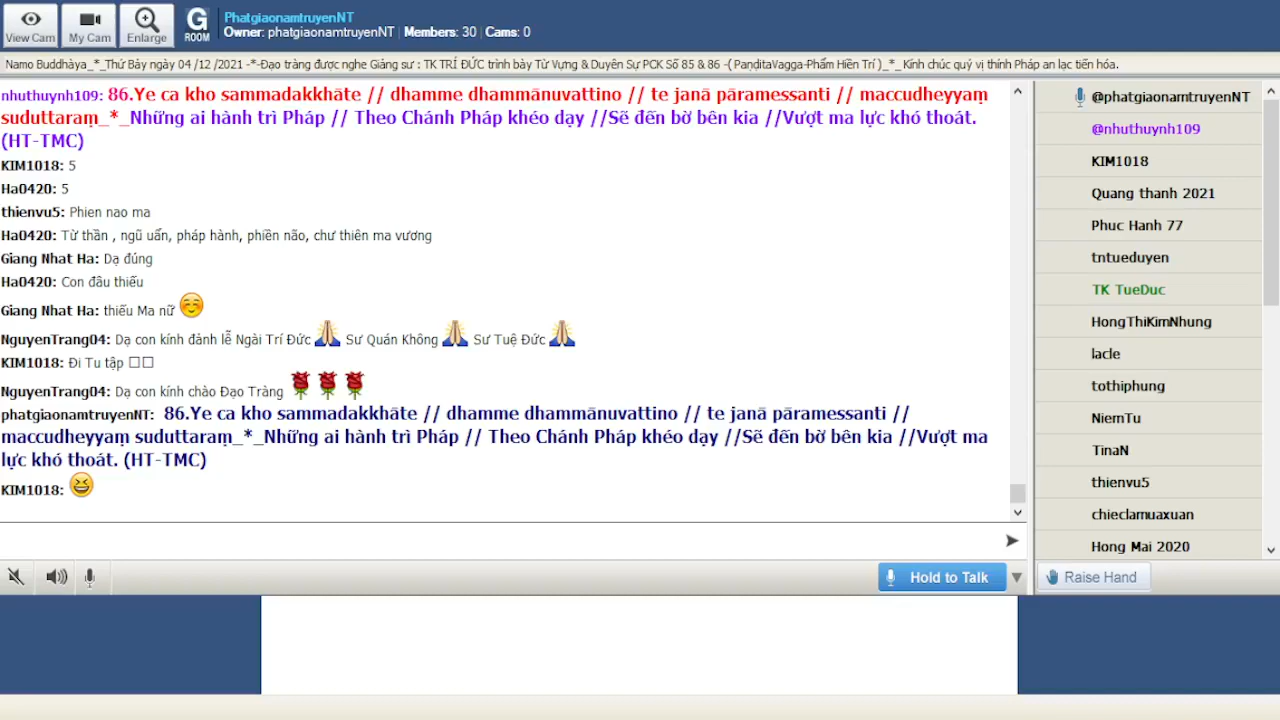 View Cam
My Cam
Enlarge
G ROOM
PhatgiaonamtruyenNT
Owner: phatgiaonamtruyenNT | Members: 30 | Cams: 0
Namo Buddhàya_*_Thứ Bảy ngày 04 /12 /2021 -*-Đạo tràng được nghe Giảng sư : TK TRÍ ĐỨC trình bày Từ Vựng & Duyên Sự PCK Số 85 & 86 -( PaṇḍitaVagga-Phẩm Hiền Trí )_*_ Kính chúc quý vị thính Pháp an lạc tiến hóa.
nhuthuynh109: 86.Ye ca kho sammadakkhāte // dhamme dhammānuvattino // te janā pāramessanti // maccudheyyaṃ
suduttaraṃ_*_Những ai hành trì Pháp // Theo Chánh Pháp khéo dạy //Sẽ đến bờ bên kia //Vượt ma lực khó thoát.
(HT-TMC)
KIM1018: 5
Ha0420: 5
thienvu5: Phien nao ma
Ha0420: Từ thần , ngũ uẩn, pháp hành, phiền não, chư thiên ma vương
Giang Nhat Ha: Dạ đúng
Ha0420: Con đâu thiếu
Giang Nhat Ha: thiếu Ma nữ
NguyenTrang04: Dạ con kính đảnh lễ Ngài Trí Đức 🙏 Sư Quán Không 🙏 Sư Tuệ Đức 🙏
KIM1018: Đi Tu tập □□
NguyenTrang04: Dạ con kính chào Đạo Tràng 🌹🌹🌹
phatgiaonamtruyenNT: 86.Ye ca kho sammadakkhāte // dhamme dhammānuvattino // te janā pāramessanti //
maccudheyyaṃ suduttaraṃ_*_Những ai hành trì Pháp // Theo Chánh Pháp khéo dạy //Sẽ đến bờ bên kia //Vượt ma
lực khó thoát. (HT-TMC)
KIM1018: 😆
Hold to Talk
@phatgiaonamtruyenNT
@nhuthuynh109
KIM1018
Quang thanh 2021
Phuc Hanh 77
tntueduyen
TK TueDuc
HongThiKimNhung
lacle
tothiphung
NiemTu
TinaN
thienvu5
chieclamuaxuan
Hong Mai 2020
Raise Hand